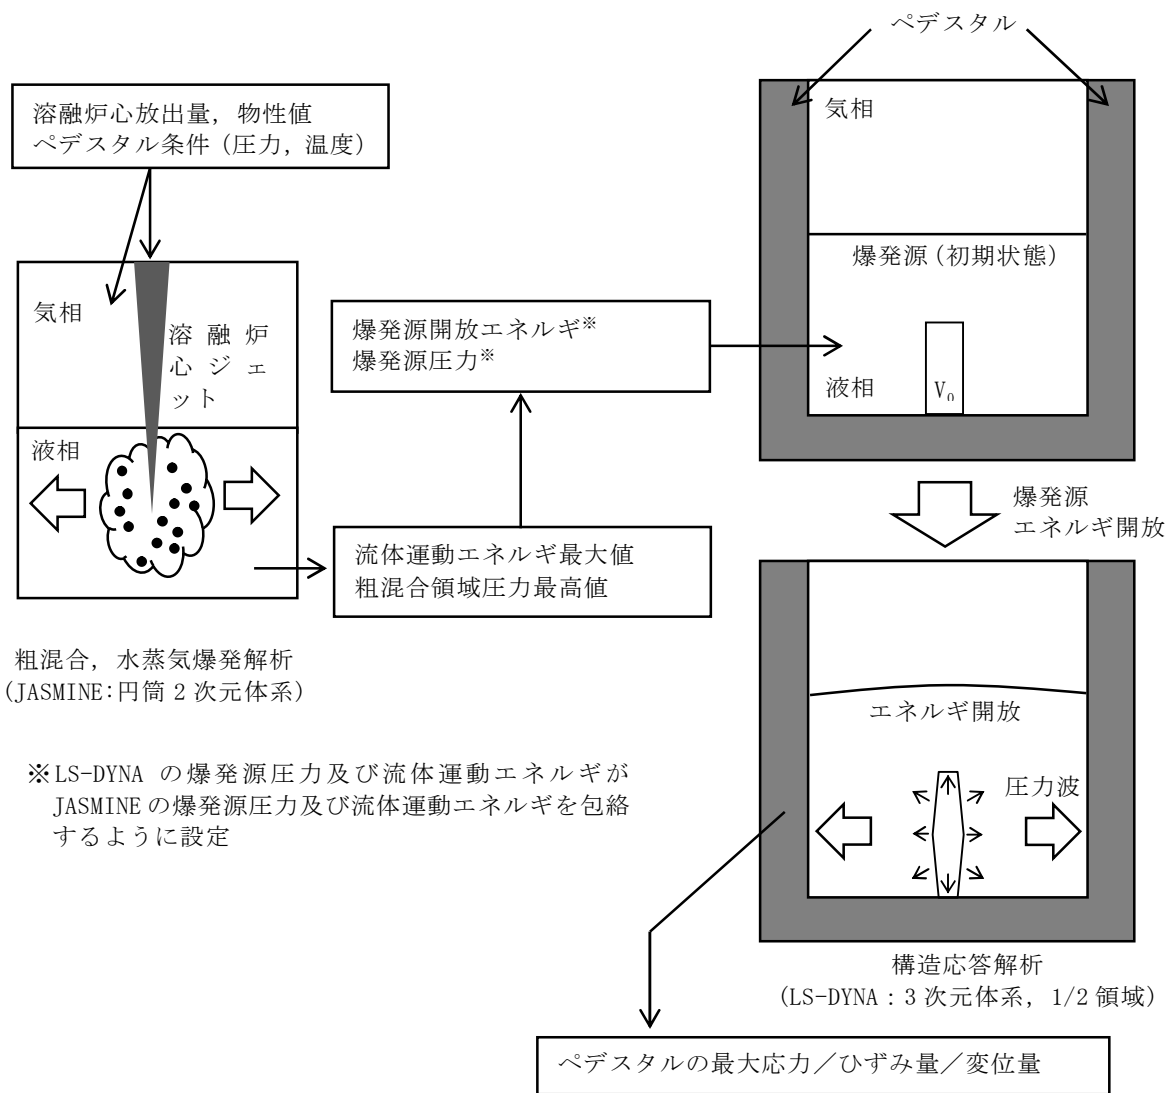 ペデスタル
溶融炉心放出量，物性値
ペデスタル条件（圧力，温度）
気相
溶融炉
心ジェ
ット
液相
粗混合，水蒸気爆発解析
（JASMINE：円筒２次元体系）
流体運動エネルギ最大値
粗混合領域圧力最高値
爆発源開放エネルギ※
爆発源圧力※
気相
爆発源（初期状態）
液相
V₀
爆発源
エネルギ開放
エネルギ開放
圧力波
構造応答解析
（LS-DYNA：３次元体系，1/2 領域）
※LS-DYNA の爆発源圧力及び流体運動エネルギが
JASMINE の爆発源圧力及び流体運動エネルギを包絡
するように設定
ペデスタルの最大応力／ひずみ量／変位量